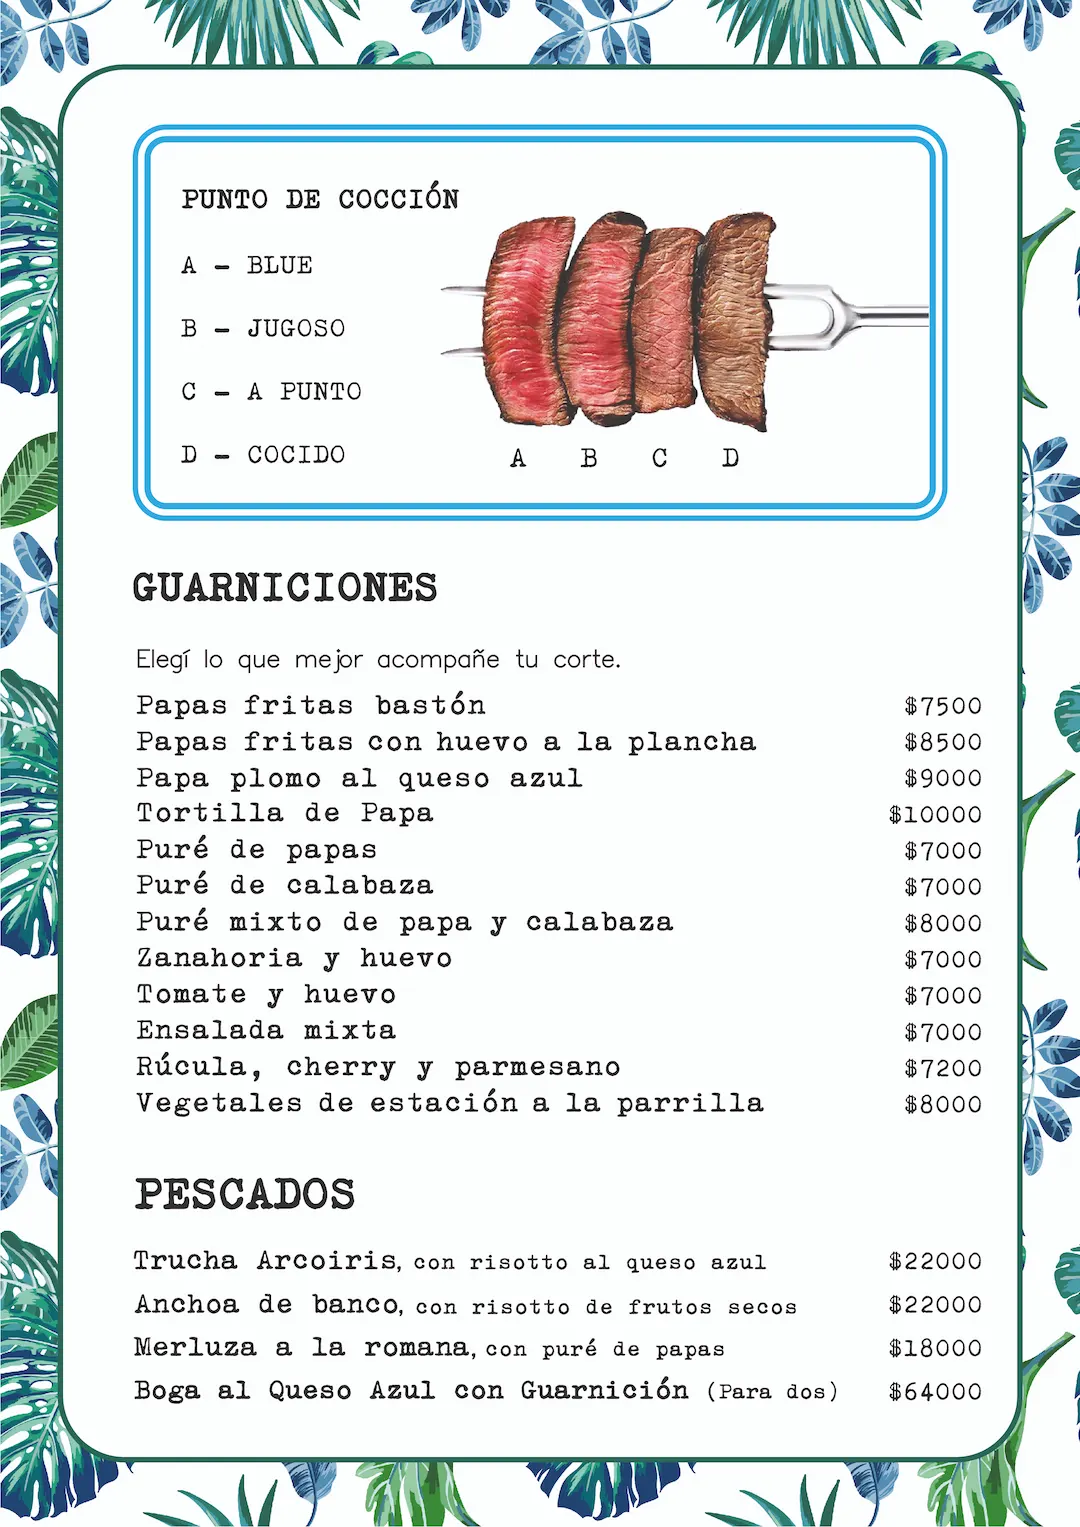 PUNTO DE COCCIÓN
A - BLUE
B - JUGOSO
C - A PUNTO
D - COCIDO
A B C D
GUARNICIONES
Elegí lo que mejor acompañe tu corte.
Papas fritas bastón $7500
Papas fritas con huevo a la plancha $8500
Papa plomo al queso azul $9000
Tortilla de Papa $10000
Puré de papas $7000
Puré de calabaza $7000
Puré mixto de papa y calabaza $8000
Zanahoria y huevo $7000
Tomate y huevo $7000
Ensalada mixta $7000
Rúcula, cherry y parmesano $7200
Vegetales de estación a la parrilla $8000
PESCADOS
Trucha Arcoiris, con risotto al queso azul $22000
Anchoa de banco, con risotto de frutos secos $22000
Merluza a la romana, con puré de papas $18000
Boga al Queso Azul con Guarnición (Para dos) $64000